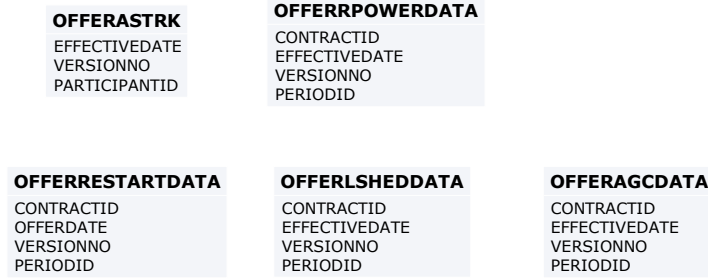 OFFERASTRK
EFFECTIVEDATE
VERSIONNO
PARTICIPANTID
OFFERRPOWERDATA
CONTRACTID
EFFECTIVEDATE
VERSIONNO
PERIODID
OFFERRESTARTDATA
CONTRACTID
OFFERDATE
VERSIONNO
PERIODID
OFFERLSHEDDATA
CONTRACTID
EFFECTIVEDATE
VERSIONNO
PERIODID
OFFERAGCDATA
CONTRACTID
EFFECTIVEDATE
VERSIONNO
PERIODID